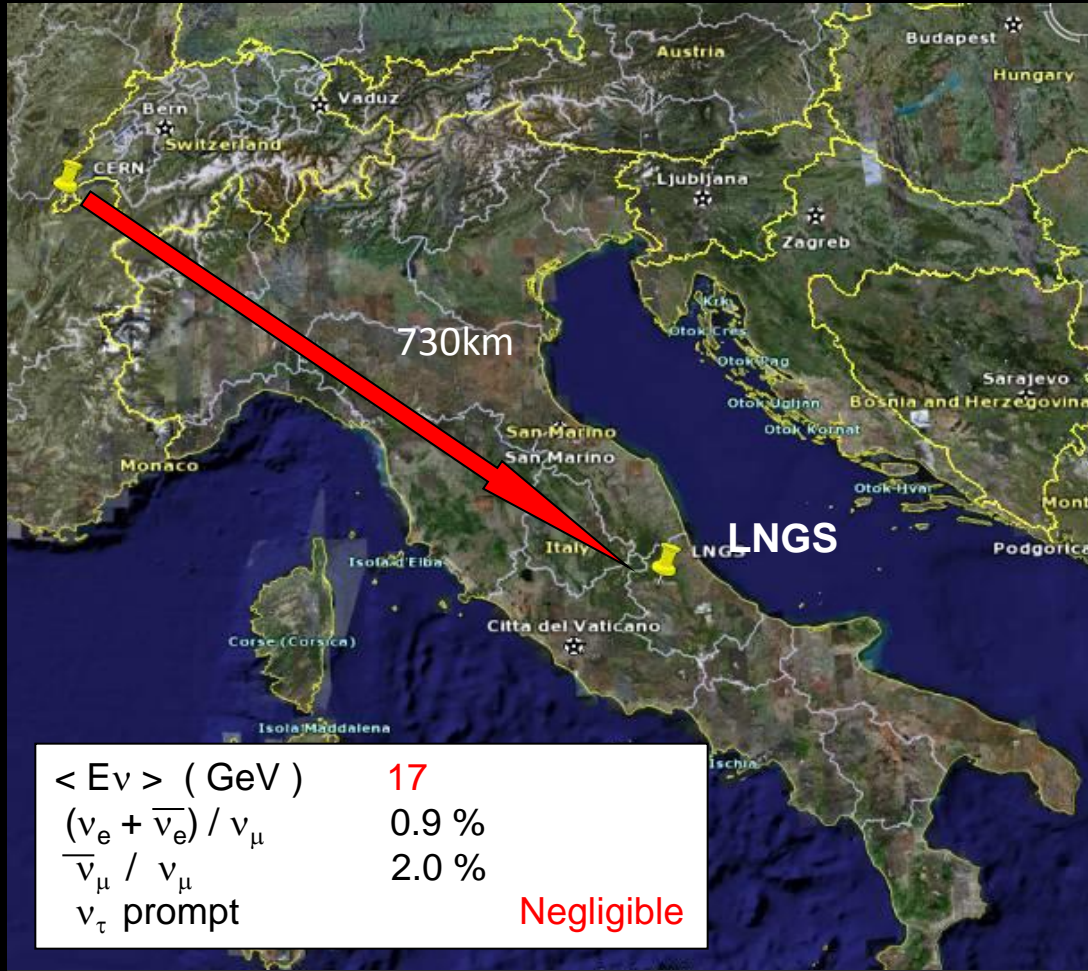 Budapest
Austria
Hungary
Vaduz
Bern
Switzerland
CERN
Ljubljana
Zagreb
Krk
Otok Cres
730km
Otok Pag
Sarajevo
Otok Ugljan
Bosnia and Herzegovina
Otok Kornat
San Marino
San Marino
Monaco
Otok Hvar
Mont
LNGS
LNGS
Italy
Podgorica
Isola d'Elba
Citta del Vaticano
Corse (Corsica)
Isola Maddalena
Ischia
< Eν > ( GeV ) 17
(νe + ν̅e) / νμ 0.9 %
ν̅μ / νμ 2.0 %
ντ prompt Negligible